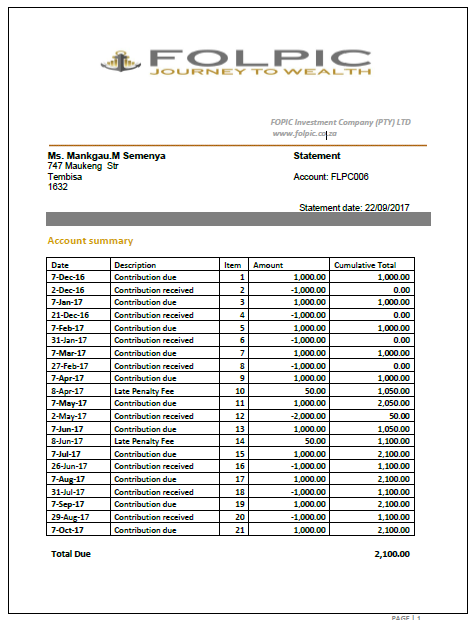 FOLPIC
JOURNEY TO WEALTH
FOPIC Investment Company (PTY) LTD
www.folpic.co.za
Ms. Mankgau.M Semenya Statement
747 Maukeng Str
Tembisa Account: FLPC006
1632
Statement date: 22/09/2017
Account summary
Date Description Item Amount Cumulative Total
7-Dec-16 Contribution due 1 1,000.00 1,000.00
2-Dec-16 Contribution received 2 -1,000.00 0.00
7-Jan-17 Contribution due 3 1,000.00 1,000.00
21-Dec-16 Contribution received 4 -1,000.00 0.00
7-Feb-17 Contribution due 5 1,000.00 1,000.00
31-Jan-17 Contribution received 6 -1,000.00 0.00
7-Mar-17 Contribution due 7 1,000.00 1,000.00
27-Feb-17 Contribution received 8 -1,000.00 0.00
7-Apr-17 Contribution due 9 1,000.00 1,000.00
8-Apr-17 Late Penalty Fee 10 50.00 1,050.00
7-May-17 Contribution due 11 1,000.00 2,050.00
2-May-17 Contribution received 12 -2,000.00 50.00
7-Jun-17 Contribution due 13 1,000.00 1,050.00
8-Jun-17 Late Penalty Fee 14 50.00 1,100.00
7-Jul-17 Contribution due 15 1,000.00 2,100.00
26-Jun-17 Contribution received 16 -1,000.00 1,100.00
7-Aug-17 Contribution due 17 1,000.00 2,100.00
31-Jul-17 Contribution received 18 -1,000.00 1,100.00
7-Sep-17 Contribution due 19 1,000.00 2,100.00
29-Aug-17 Contribution received 20 -1,000.00 1,100.00
7-Oct-17 Contribution due 21 1,000.00 2,100.00
Total Due 2,100.00
PAGE | 1